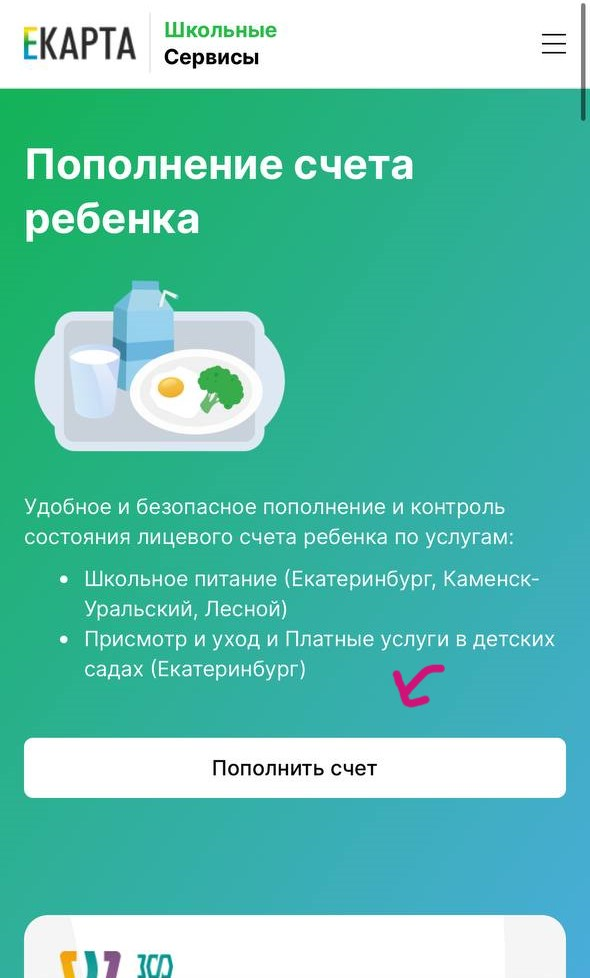 ЕКАРТА
Школьные
Сервисы
Пополнение счета
ребенка
Удобное и безопасное пополнение и контроль
состояния лицевого счета ребенка по услугам:
• Школьное питание (Екатеринбург, Каменск-
Уральский, Лесной)
• Присмотр и уход и Платные услуги в детских
садах (Екатеринбург)
Пополнить счет